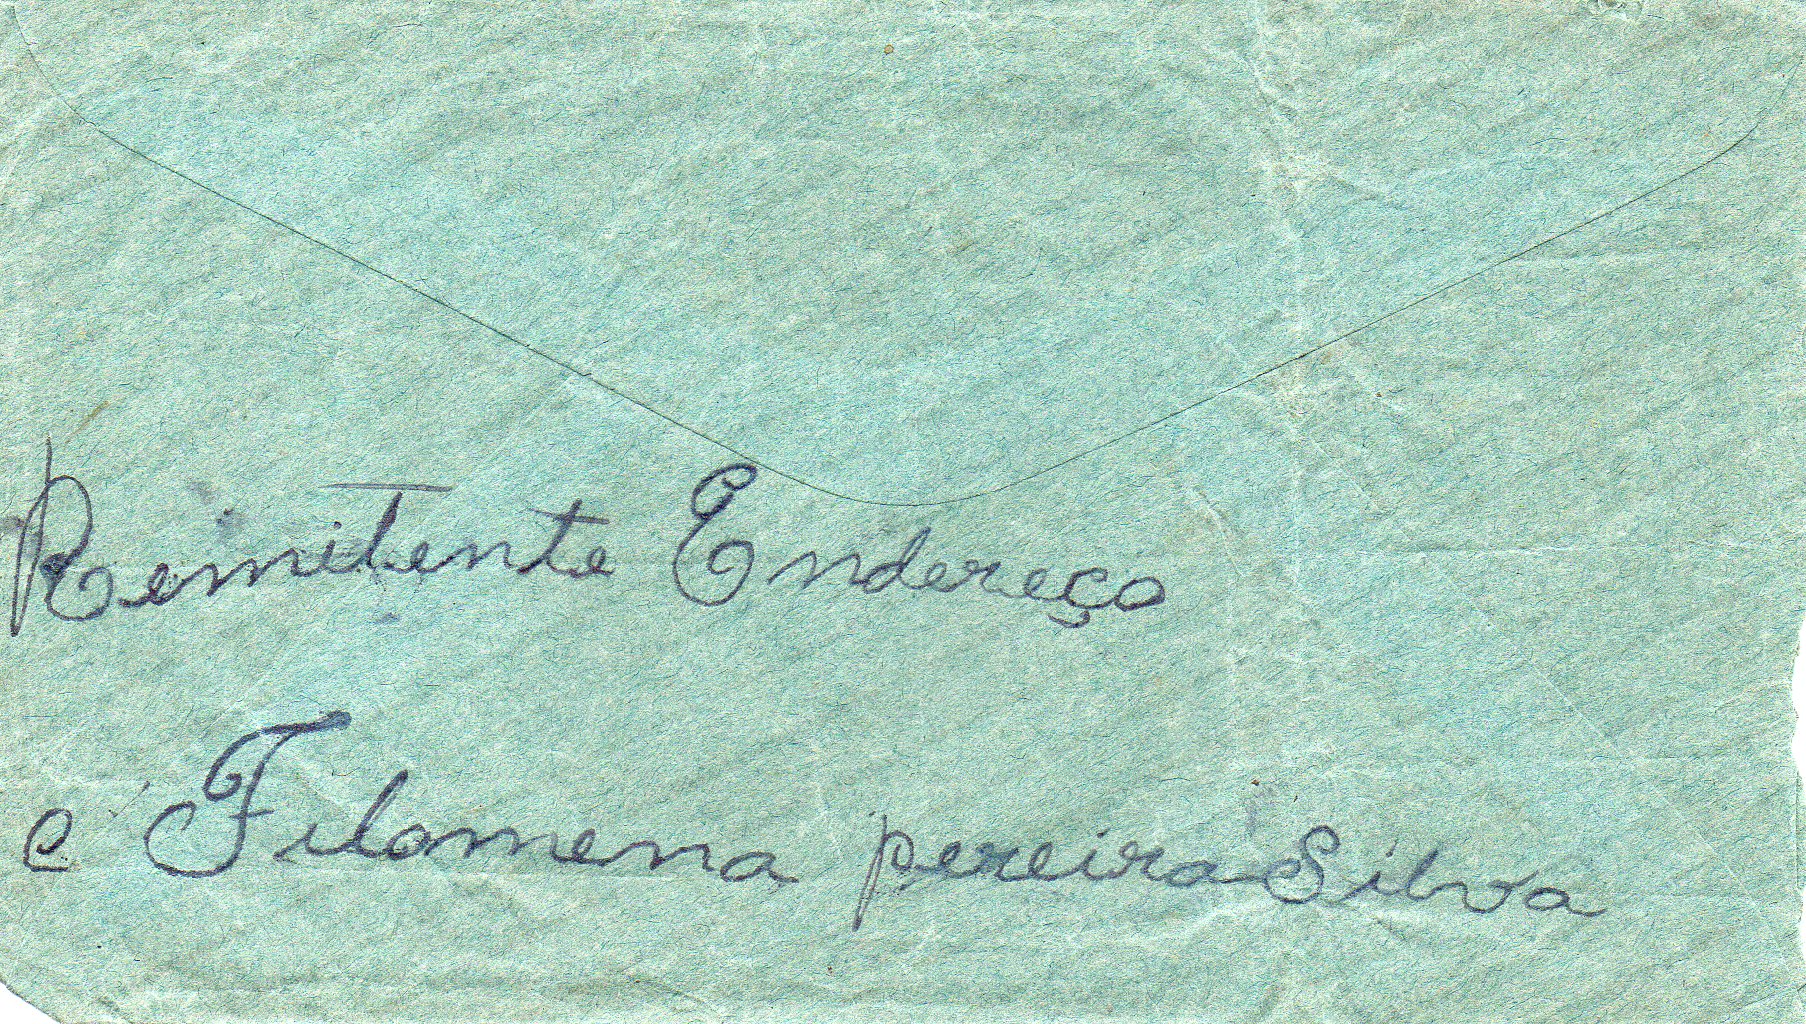 Remitente Endereço
e Filomena pereira Silva